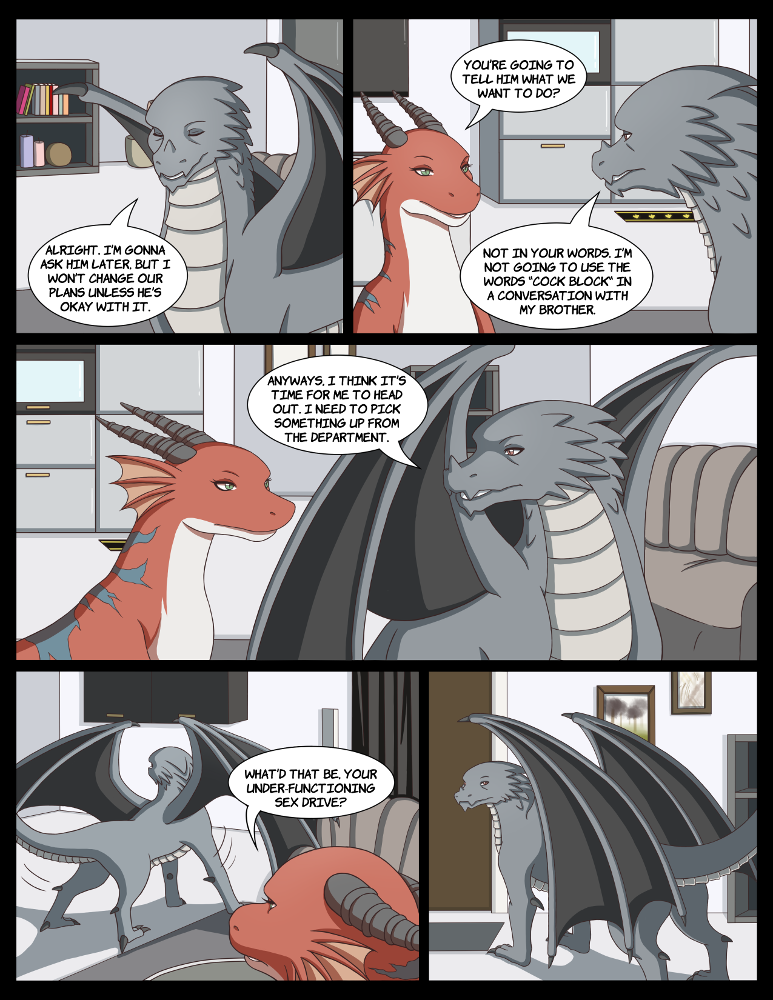 ALRIGHT. I'M GONNA
ASK HIM LATER, BUT I
WON'T CHANGE OUR
PLANS UNLESS HE'S
OKAY WITH IT.
YOU'RE GOING TO
TELL HIM WHAT WE
WANT TO DO?
NOT IN YOUR WORDS. I'M
NOT GOING TO USE THE
WORDS "COCK BLOCK" IN
A CONVERSATION WITH
MY BROTHER.
ANYWAYS, I THINK IT'S
TIME FOR ME TO HEAD
OUT. I NEED TO PICK
SOMETHING UP FROM
THE DEPARTMENT.
WHAT'D THAT BE, YOUR
UNDER-FUNCTIONING
SEX DRIVE?